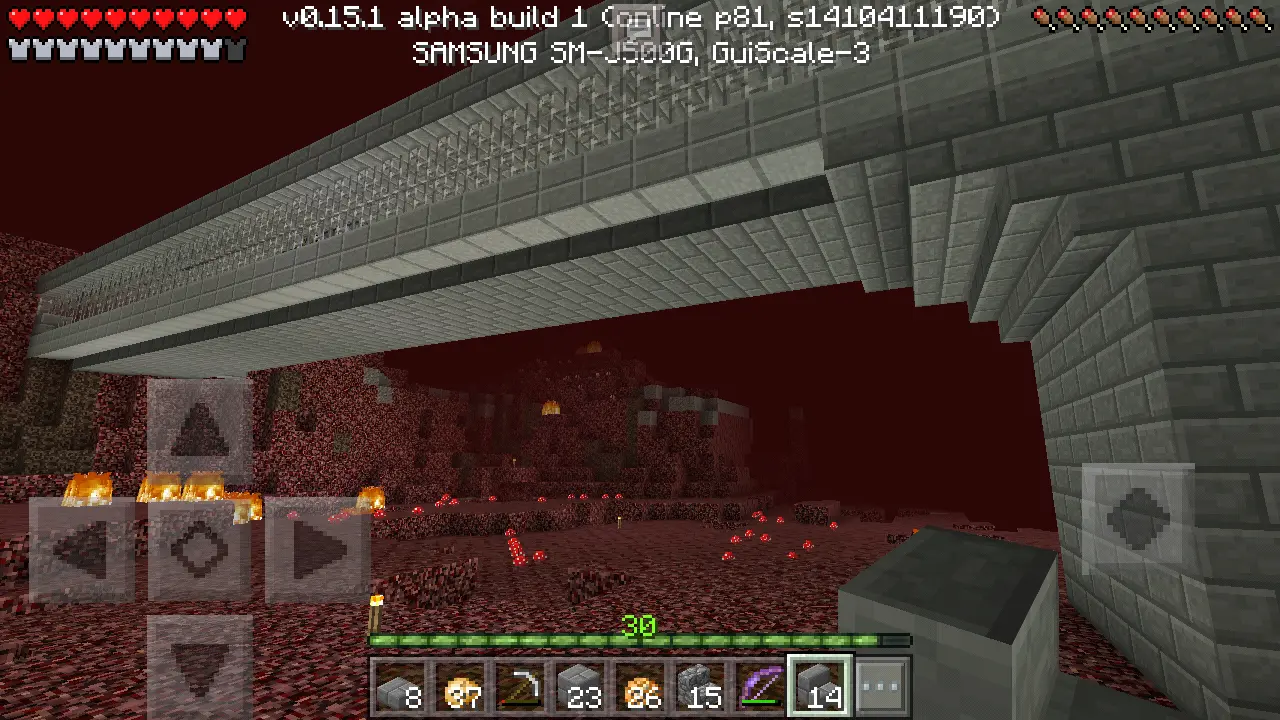 v0.15.1 alpha build 1 (online p81, s1410411190)
SAMSUNG SM-J500G, GuiScale-3
30
8 37 23 26 15 14